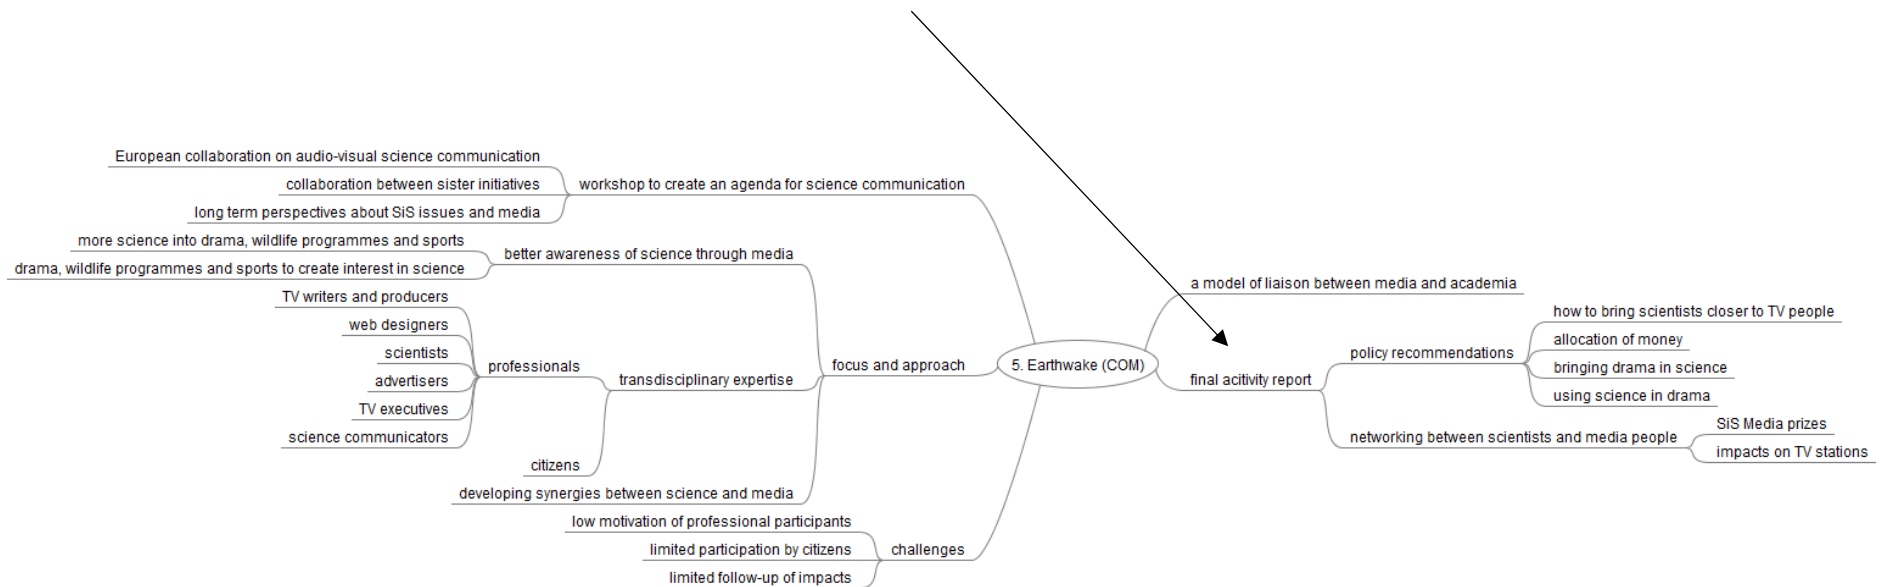 European collaboration on audio-visual science communication
collaboration between sister initiatives
long term perspectives about SiS issues and media
workshop to create an agenda for science communication
more science into drama, wildlife programmes and sports
drama, wildlife programmes and sports to create interest in science
better awareness of science through media
TV writers and producers
web designers
scientists
advertisers
TV executives
science communicators
professionals
citizens
transdisciplinary expertise
developing synergies between science and media
focus and approach
low motivation of professional participants
limited participation by citizens
limited follow-up of impacts
challenges
5. Earthwake (COM)
a model of liaison between media and academia
final acitivity report
policy recommendations
how to bring scientists closer to TV people
allocation of money
bringing drama in science
using science in drama
networking between scientists and media people
SiS Media prizes
impacts on TV stations